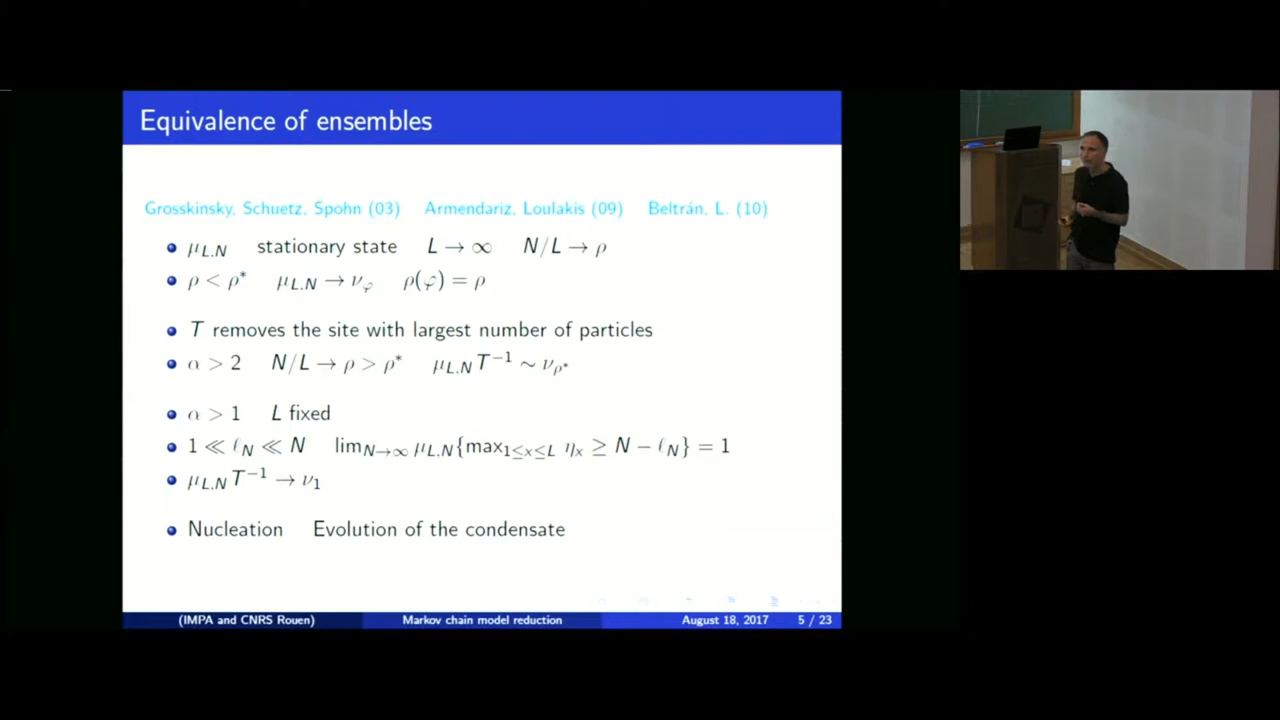 Equivalence of ensembles
Grosskinsky, Schuetz, Spohn (03) Armendariz, Loulakis (09) Beltrán, L. (10)
μ_{L,N} stationary state L → ∞ N/L → ρ
ρ < ρ* μ_{L,N} → ν_φ ρ(φ) = ρ
T removes the site with largest number of particles
α > 2 N/L → ρ > ρ* μ_{L,N} T^{-1} ∼ ν_{ρ*}
α > 1 L fixed
1 ≪ ℓ_N ≪ N lim_{N→∞} μ_{L,N}{max_{1≤x≤L} η_x ≥ N − ℓ_N} = 1
μ_{L,N} T^{-1} → ν_1
Nucleation Evolution of the condensate
(IMPA and CNRS Rouen) Markov chain model reduction August 18, 2017 5 / 23